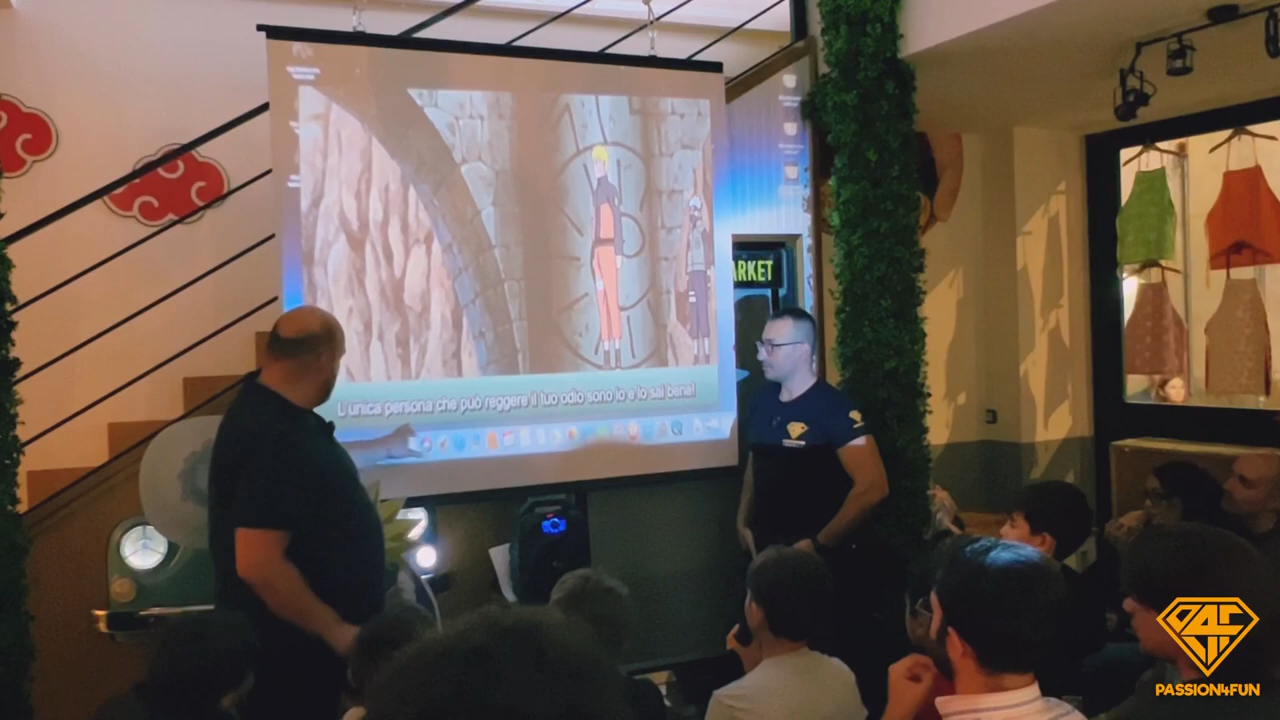 L'unica persona che può reggere il tuo odio sono io e lo sai bene!
ARKET
PASSION4FUN